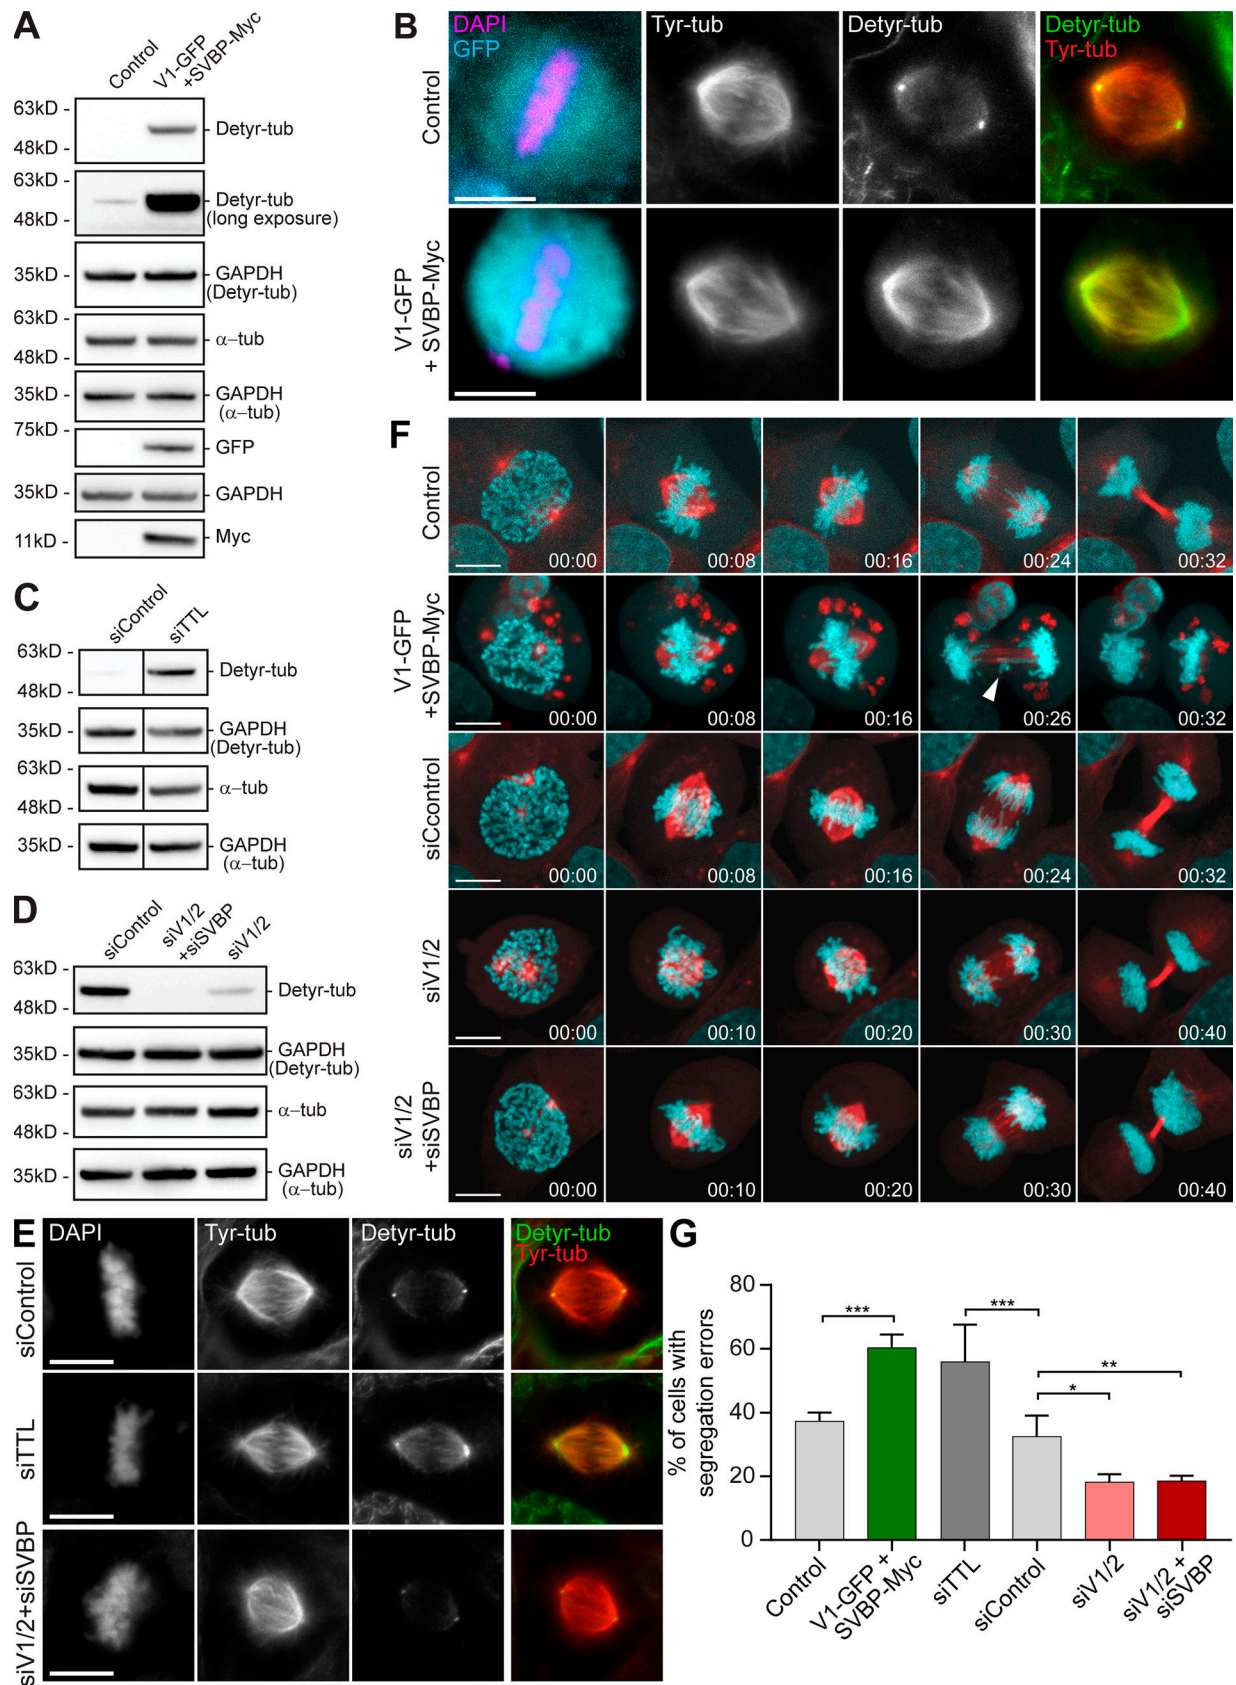 A
Control
V1-GFP
+SVBP-Myc
63kD -
Detyr-tub
48kD -
63kD -
Detyr-tub
(long exposure)
48kD -
35kD -
GAPDH
(Detyr-tub)
63kD -
α-tub
48kD -
35kD -
GAPDH
(α-tub)
75kD
GFP
35kD -
GAPDH
11kD -
Myc
B
DAPI
GFP
Tyr-tub
Detyr-tub
Detyr-tub
Tyr-tub
Control
V1-GFP
+ SVBP-Myc
C
siControl
siTTL
63kD -
Detyr-tub
48kD -
35kD -
GAPDH
(Detyr-tub)
63kD -
α-tub
48kD -
35kD -
GAPDH
(α-tub)
D
siControl
siV1/2
+siSVBP
siV1/2
63kD -
Detyr-tub
48kD -
35kD -
GAPDH
(Detyr-tub)
63kD -
α-tub
48kD -
35kD -
GAPDH
(α-tub)
F
Control
00:00
00:08
00:16
00:24
00:32
V1-GFP
+SVBP-Myc
00:00
00:08
00:16
00:26
00:32
siCcontrol
00:00
00:08
00:16
00:24
00:32
siV1/2
00:00
00:10
00:20
00:30
00:40
siV1/2
+siSVBP
00:00
00:10
00:20
00:30
00:40
E
DAPI
Tyr-tub
Detyr-tub
Detyr-tub
Tyr-tub
siControl
siTTL
siV1/2+siSVBP
G
% of cells with
segregation errors
80
60
40
20
0
***
***
**
*
Control
V1-GFP +
SVBP-Myc
siTTL
siControl
siV1/2
siV1/2 +
siSVBP